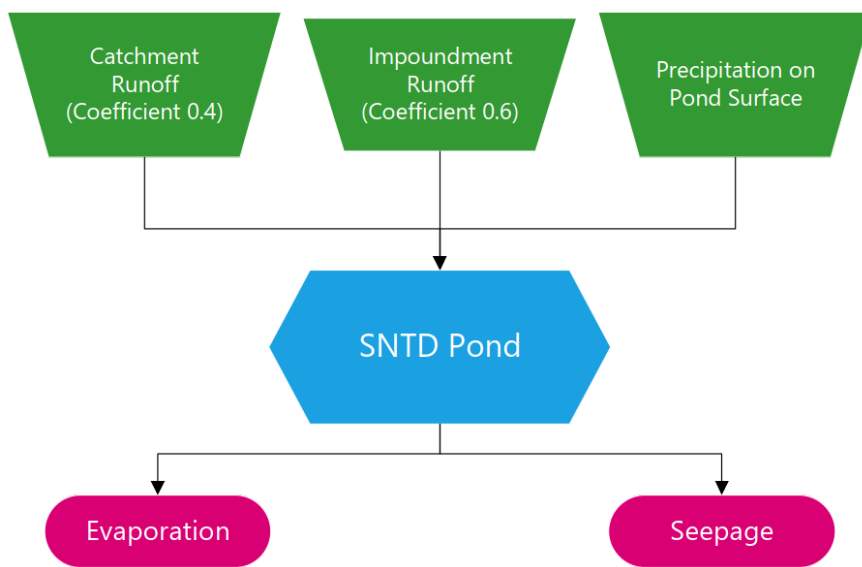 Catchment
Runoff
(Coefficient 0.4)
Impoundment
Runoff
(Coefficient 0.6)
Precipitation on
Pond Surface
SNTD Pond
Evaporation
Seepage